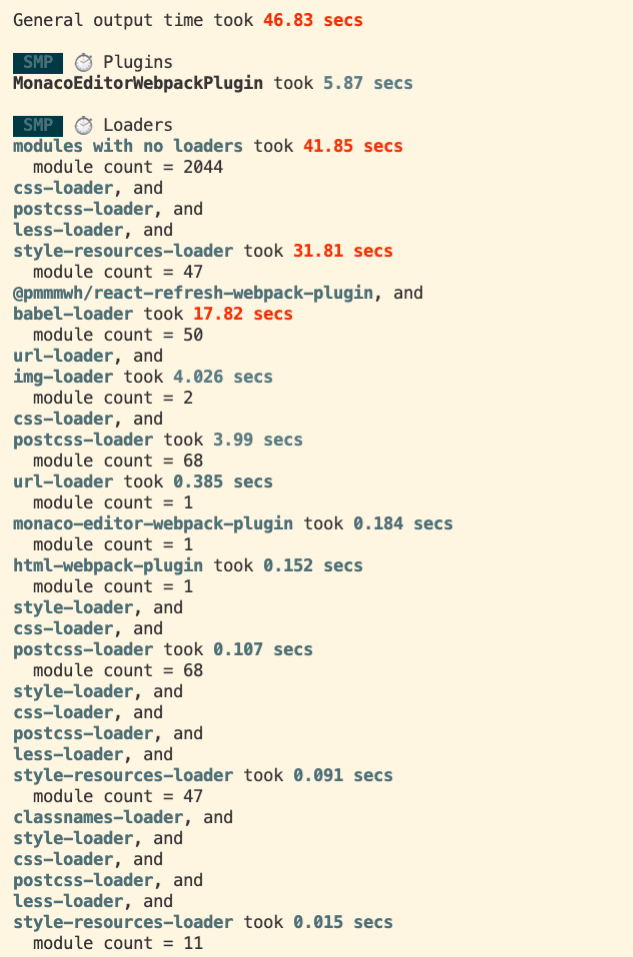 General output time took 46.83 secs
SMP ⏱ Plugins
MonacoEditorWebpackPlugin took 5.87 secs
SMP ⏱ Loaders
modules with no loaders took 41.85 secs
module count = 2044
css-loader, and
postcss-loader, and
less-loader, and
style-resources-loader took 31.81 secs
module count = 47
@pmmmwh/react-refresh-webpack-plugin, and
babel-loader took 17.82 secs
module count = 50
url-loader, and
img-loader took 4.026 secs
module count = 2
css-loader, and
postcss-loader took 3.99 secs
module count = 68
url-loader took 0.385 secs
module count = 1
monaco-editor-webpack-plugin took 0.184 secs
module count = 1
html-webpack-plugin took 0.152 secs
module count = 1
style-loader, and
css-loader, and
postcss-loader took 0.107 secs
module count = 68
style-loader, and
css-loader, and
postcss-loader, and
less-loader, and
style-resources-loader took 0.091 secs
module count = 47
classnames-loader, and
style-loader, and
css-loader, and
postcss-loader, and
less-loader, and
style-resources-loader took 0.015 secs
module count = 11